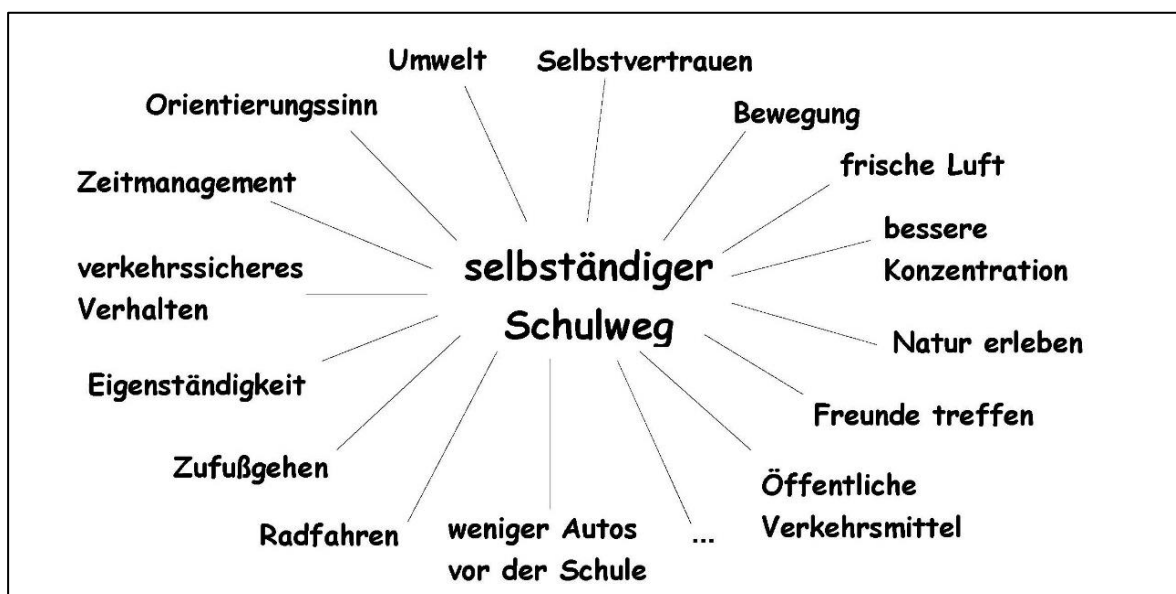 Umwelt
Selbstvertrauen
Orientierungssinn
Bewegung
Zeitmanagement
frische Luft
bessere
Konzentration
verkehrssicheres
Verhalten
selbständiger
Schulweg
Natur erleben
Eigenständigkeit
Freunde treffen
Zufußgehen
Öffentliche
Verkehrsmittel
Radfahren
weniger Autos
vor der Schule
...